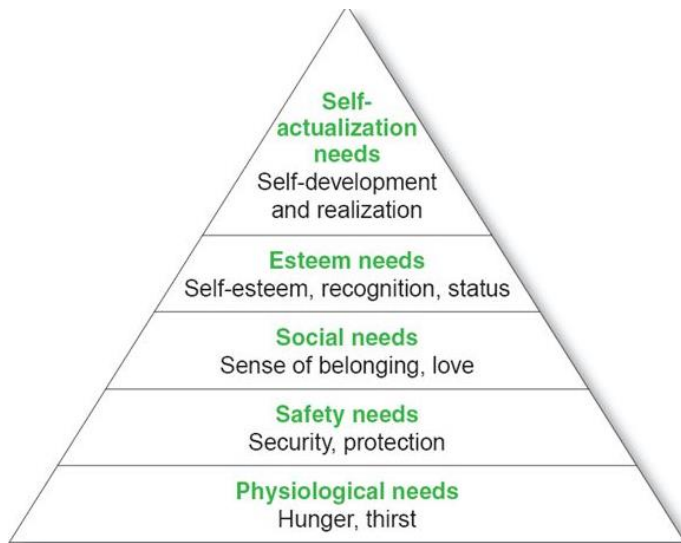 Self-
actualization
needs
Self-development
and realization
Esteem needs
Self-esteem, recognition, status
Social needs
Sense of belonging, love
Safety needs
Security, protection
Physiological needs
Hunger, thirst